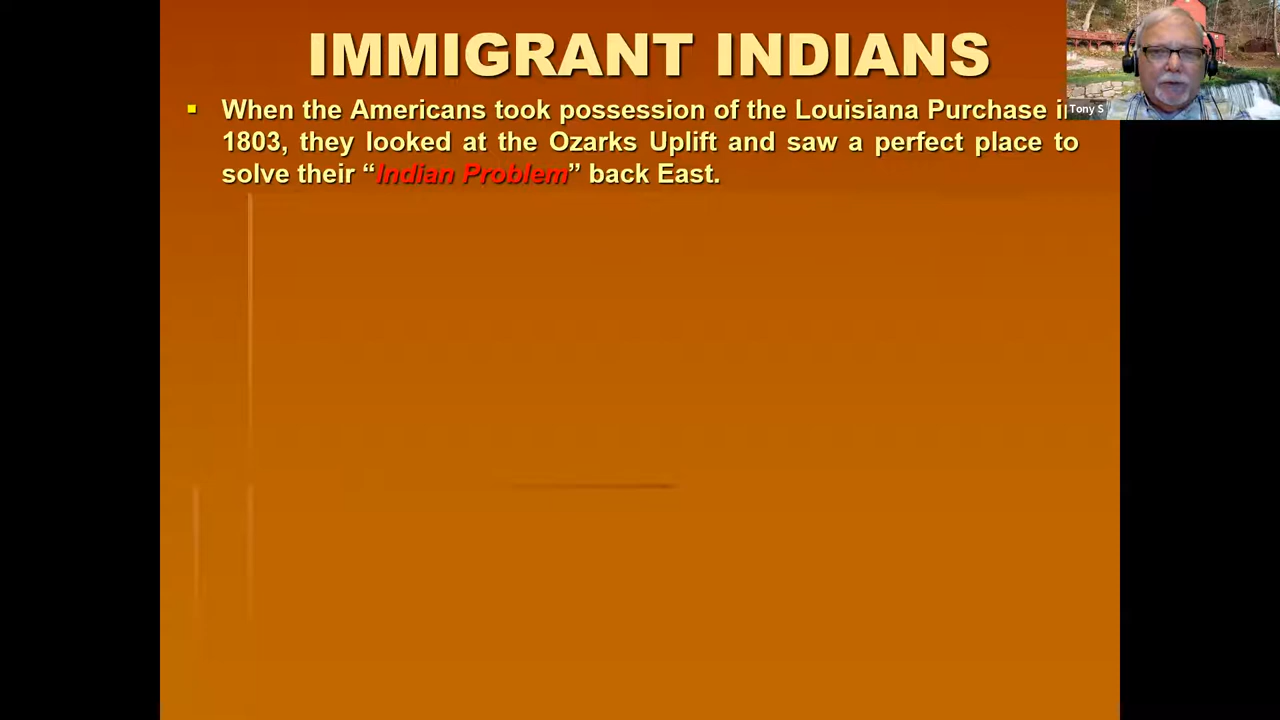 IMMIGRANT INDIANS
▪ When the Americans took possession of the Louisiana Purchase
1803, they looked at the Ozarks Uplift and saw a perfect place to
solve their “Indian Problem” back East.
Tony S